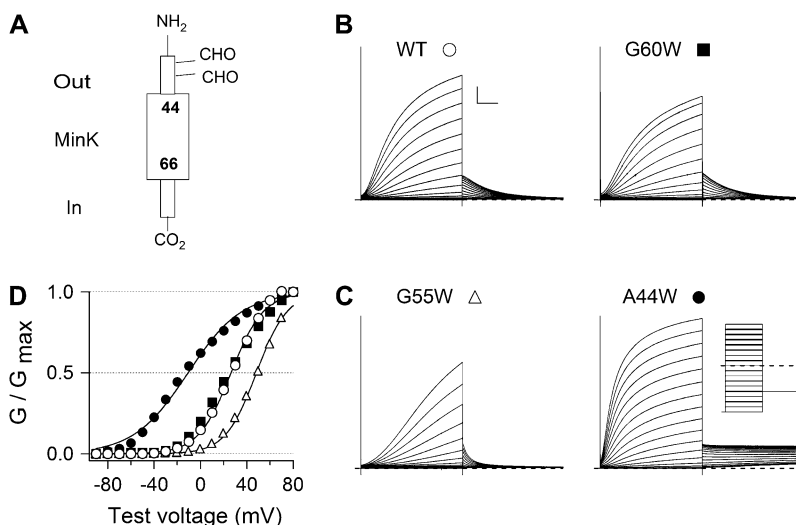 A
NH2
CHO
CHO
Out
44
MinK
66
In
CO2
B
WT
G60W
D
1.0
0.5
0.0
G / G max
-80
-40
0
40
80
Test voltage (mV)
C
G55W
A44W